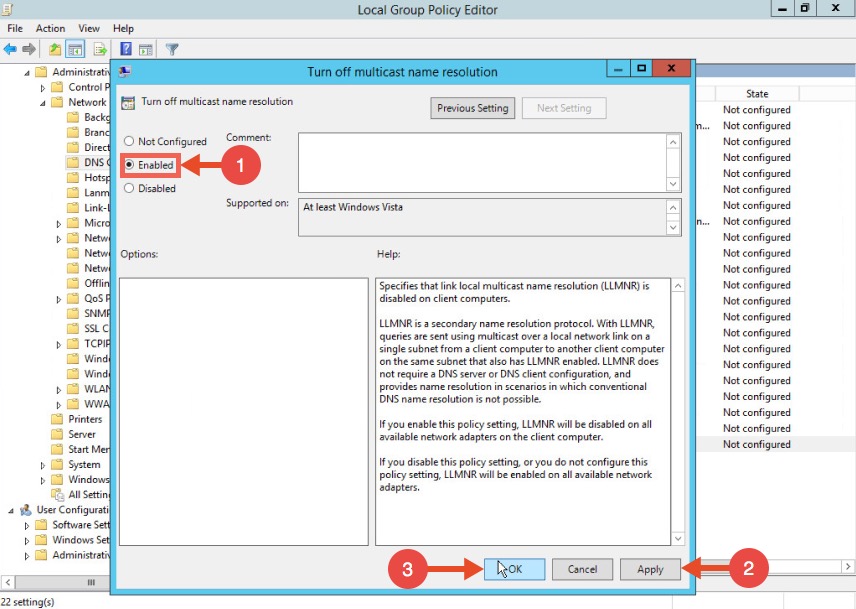 Local Group Policy Editor
File Action View Help
Administrativ
Control P
Network
Backg
Branc
Direct
DNS C
Hotsp
Lanm
Link-L
Micro
Netwo
Netwo
Netwo
Offlin
QoS P
SNMP
SSL C
TCPIP
Windo
Windo
WLAN
WWA
Printers
Server
Start Men
System
Windows
All Setting
User Configurati
Software Sett
Windows Set
Administrativ
22 setting(s)
Turn off multicast name resolution
Turn off multicast name resolution
Previous Setting
Next Setting
Not Configured
Enabled
Disabled
1
Comment:
Supported on:
At least Windows Vista
Options:
Help:
Specifies that link local multicast name resolution (LLMNR) is
disabled on client computers.
LLMNR is a secondary name resolution protocol. With LLMNR,
queries are sent using multicast over a local network link on a
single subnet from a client computer to another client computer
on the same subnet that also has LLMNR enabled. LLMNR does
not require a DNS server or DNS client configuration, and
provides name resolution in scenarios in which conventional
DNS name resolution is not possible.
If you enable this policy setting, LLMNR will be disabled on all
available network adapters on the client computer.
If you disable this policy setting, or you do not configure this
policy setting, LLMNR will be enabled on all available network
adapters.
3
OK
Cancel
Apply
2
State
Not configured
m... Not configured
Not configured
Not configured
Not configured
Not configured
Not configured
n... Not configured
Not configured
Not configured
Not configured
Not configured
Not configured
Not configured
Not configured
Not configured
Not configured
Not configured
Not configured
Not configured
Not configured
Not configured